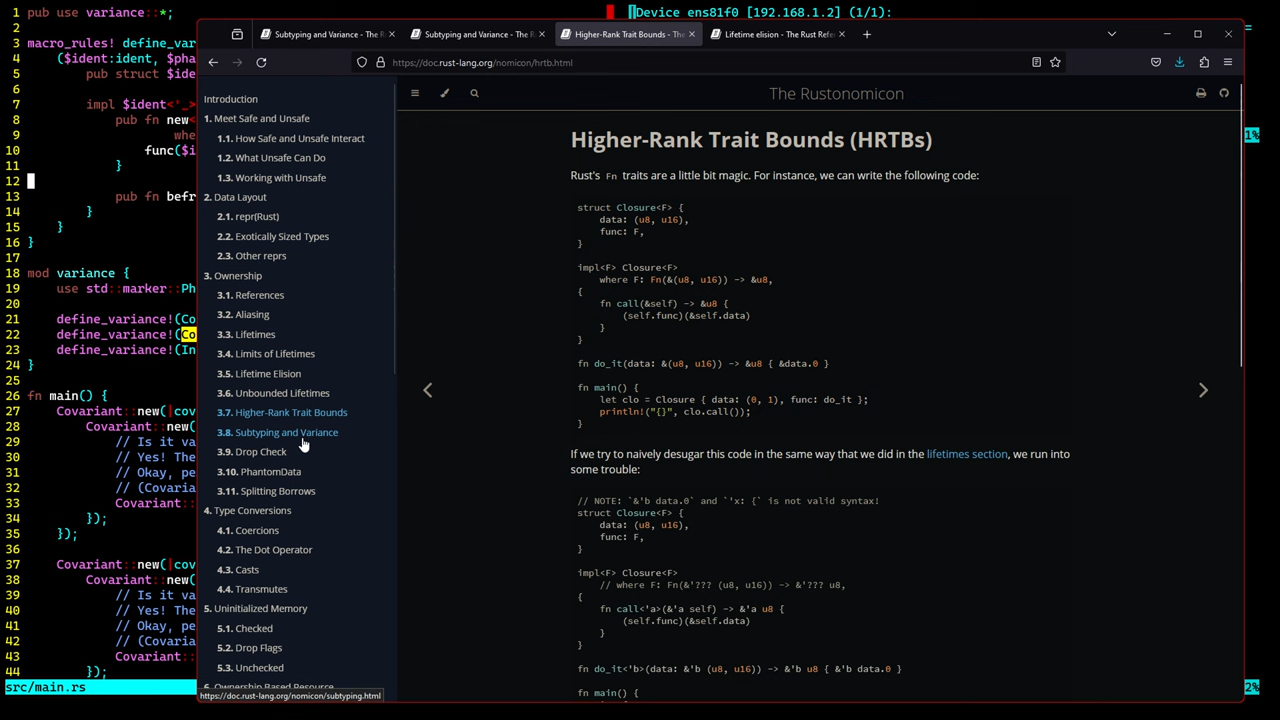 1 pub use variance::*;
2
3 macro_rules! define_var
4 ($ident:ident, $pha
5 pub struct $ide
6
7 impl $ident<'_>
8 pub fn new<
9 whe
10 func($i
11 }
12
13 pub fn befr
14 }
15 }
16 }
17
18 mod variance {
19 use std::marker::Ph
20
21 define_variance!(Co
22 define_variance!(Co
23 define_variance!(In
24 }
25
26 fn main() {
27 Covariant::new(|cov
28 Covariant::new(
29 // Is it va
30 // Yes! The
31 // Okay, pe
32 // (Covaria
33 Covariant::
34 });
35 });
36
37 Covariant::new(|cov
38 Covariant::new(
39 // Is it va
40 // Yes! The
41 // Okay, pe
42 // (Covaria
43 Covariant::
44 });
src/main.rs
Device ens81f0 [192.168.1.2] (1/1):
1%
2%
Subtyping and Variance - The R
Subtyping and Variance - The R
Higher-Rank Trait Bounds - The
Lifetime elision - The Rust Refer
https://doc.rust-lang.org/nomicon/hrtb.html
Introduction
1. Meet Safe and Unsafe
1.1. How Safe and Unsafe Interact
1.2. What Unsafe Can Do
1.3. Working with Unsafe
2. Data Layout
2.1. repr(Rust)
2.2. Exotically Sized Types
2.3. Other reprs
3. Ownership
3.1. References
3.2. Aliasing
3.3. Lifetimes
3.4. Limits of Lifetimes
3.5. Lifetime Elision
3.6. Unbounded Lifetimes
3.7. Higher-Rank Trait Bounds
3.8. Subtyping and Variance
3.9. Drop Check
3.10. PhantomData
3.11. Splitting Borrows
4. Type Conversions
4.1. Coercions
4.2. The Dot Operator
4.3. Casts
4.4. Transmutes
5. Uninitialized Memory
5.1. Checked
5.2. Drop Flags
5.3. Unchecked
6. Ownership Based Resource
https://doc.rust-lang.org/nomicon/subtyping.html
The Rustonomicon
Higher-Rank Trait Bounds (HRTBs)
Rust's Fn traits are a little bit magic. For instance, we can write the following code:
struct Closure<F> {
data: (u8, u16),
func: F,
}
impl<F> Closure<F>
where F: Fn(&(u8, u16)) -> &u8,
{
fn call(&self) -> &u8 {
(self.func)(&self.data)
}
}
fn do_it(data: &(u8, u16)) -> &u8 { &data.0 }
fn main() {
let clo = Closure { data: (0, 1), func: do_it };
println!("{}", clo.call());
}
If we try to naively desugar this code in the same way that we did in the lifetimes section, we run into
some trouble:
// NOTE: `&'b data.0` and `'x: {` is not valid syntax!
struct Closure<F> {
data: (u8, u16),
func: F,
}
impl<F> Closure<F>
// where F: Fn(&'??? (u8, u16)) -> &'??? u8,
{
fn call<'a>(&'a self) -> &'a u8 {
(self.func)(&self.data)
}
}
fn do_it<'b>(data: &'b (u8, u16)) -> &'b u8 { &'b data.0 }
fn main() {